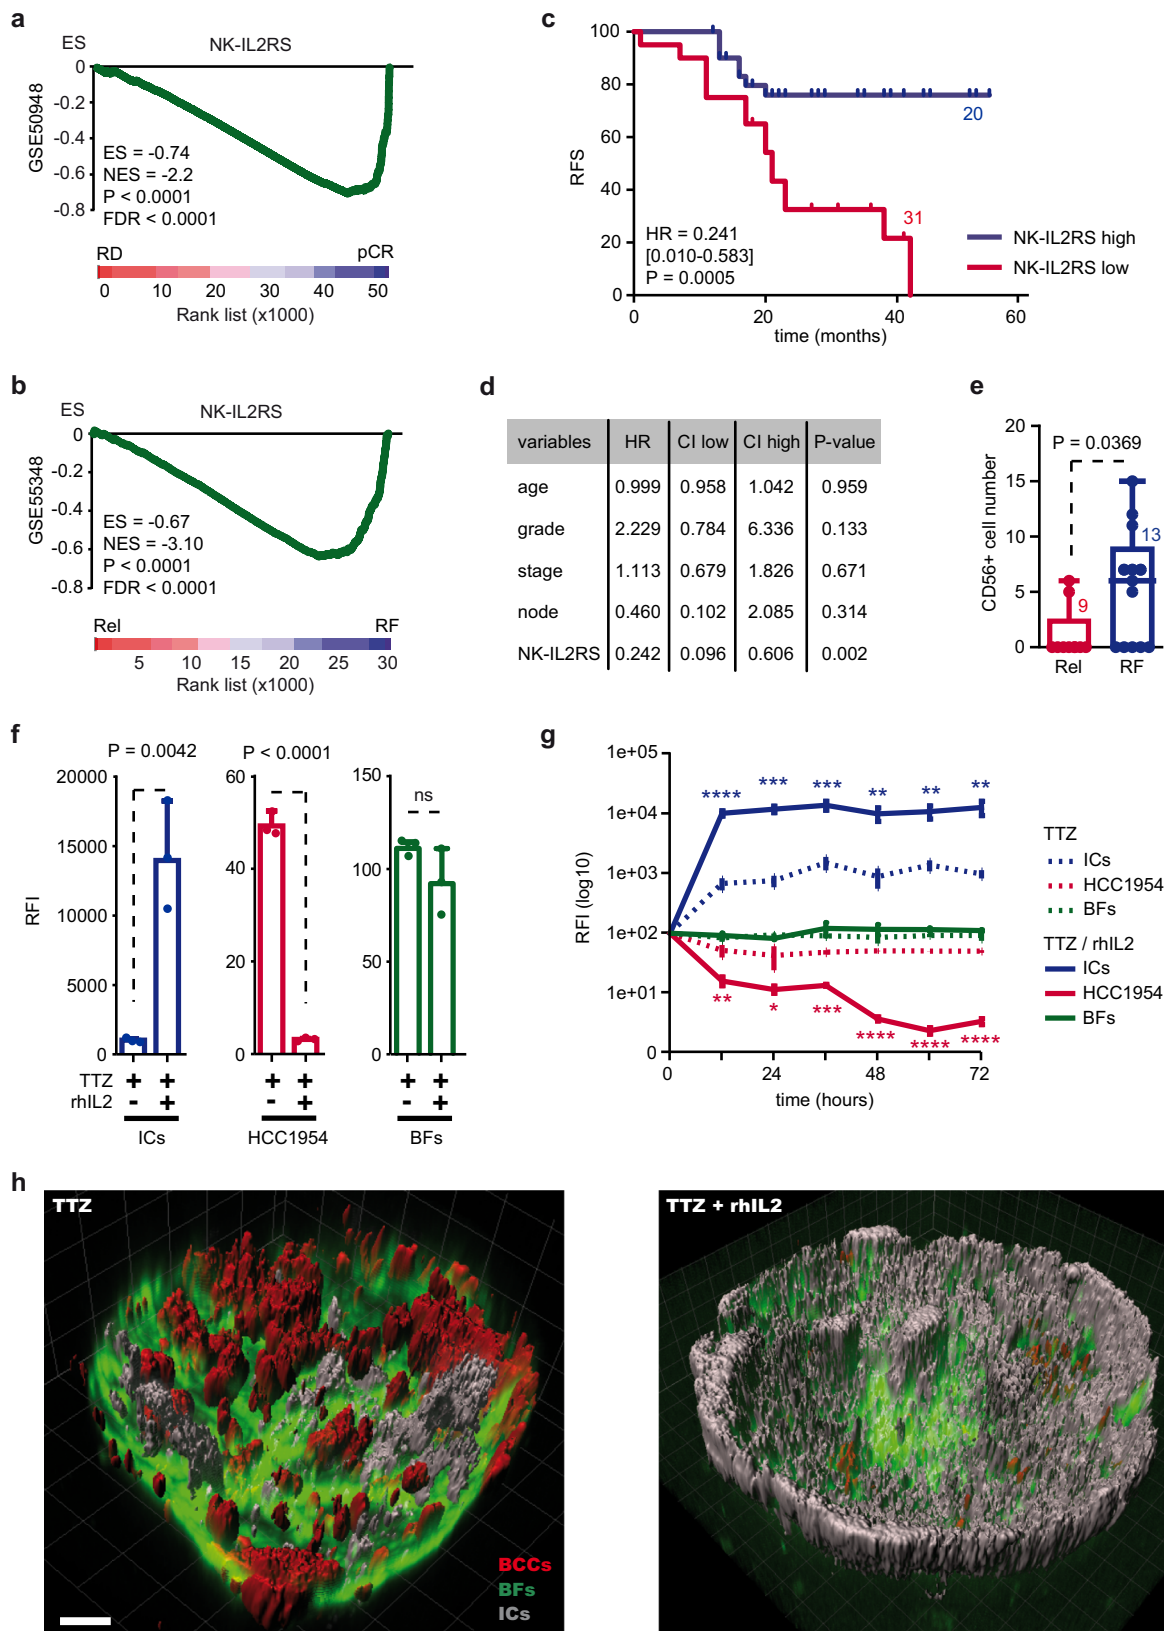 a
ES
NK-IL2RS
0
-0.2
-0.4
-0.6
-0.8
GSE50948
ES = -0.74
NES = -2.2
P < 0.0001
FDR < 0.0001
RD
pCR
0 10 20 30 40 50
Rank list (x1000)
b
ES
NK-IL2RS
0
-0.2
-0.4
-0.6
-0.8
GSE55348
ES = -0.67
NES = -3.10
P < 0.0001
FDR < 0.0001
Rel
RF
5 10 15 20 25 30
Rank list (x1000)
c
100
80
60
40
20
0
RFS
20
31
HR = 0.241
[0.010-0.583]
P = 0.0005
NK-IL2RS high
NK-IL2RS low
0 20 40 60
time (months)
d
variables HR CI low CI high P-value
age 0.999 0.958 1.042 0.959
grade 2.229 0.784 6.336 0.133
stage 1.113 0.679 1.826 0.671
node 0.460 0.102 2.085 0.314
NK-IL2RS 0.242 0.096 0.606 0.002
e
20
15
10
5
0
CD56+ cell number
P = 0.0369
9
13
Rel RF
f
P = 0.0042
20000
15000
10000
5000
0
RFI
P < 0.0001
60
40
20
0
ns
150
100
50
0
TTZ + + + + + +
rhIL2 - + - + - +
ICs HCC1954 BFs
g
1e+05
1e+04
1e+03
1e+02
1e+01
0
RFI (log10)
**** *** *** ** ** **
** * *** **** **** ****
0 24 48 72
time (hours)
TTZ
ICs
HCC1954
BFs
TTZ / rhIL2
ICs
HCC1954
BFs
h
TTZ
BCCs
BFs
ICs
TTZ + rhIL2